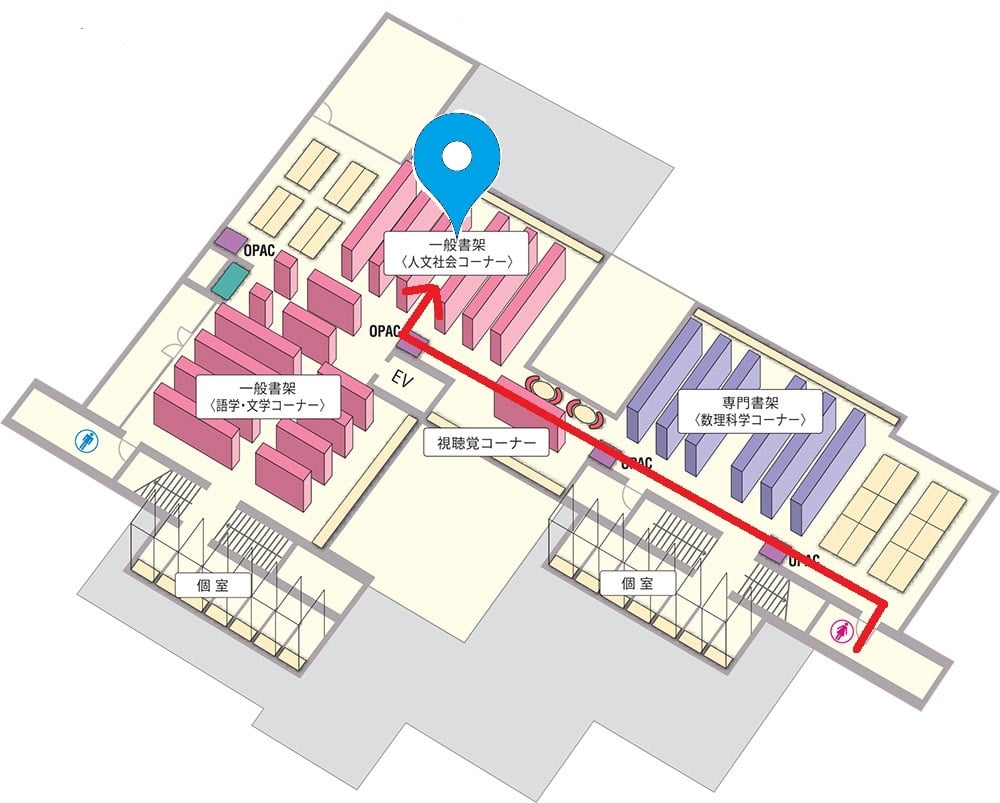 一般書架
〈人文社会コーナー〉
OPAC
OPAC
EV
一般書架
〈語学・文学コーナー〉
視聴覚コーナー
専門書架
〈数理科学コーナー〉
OPAC
OPAC
個室
個室